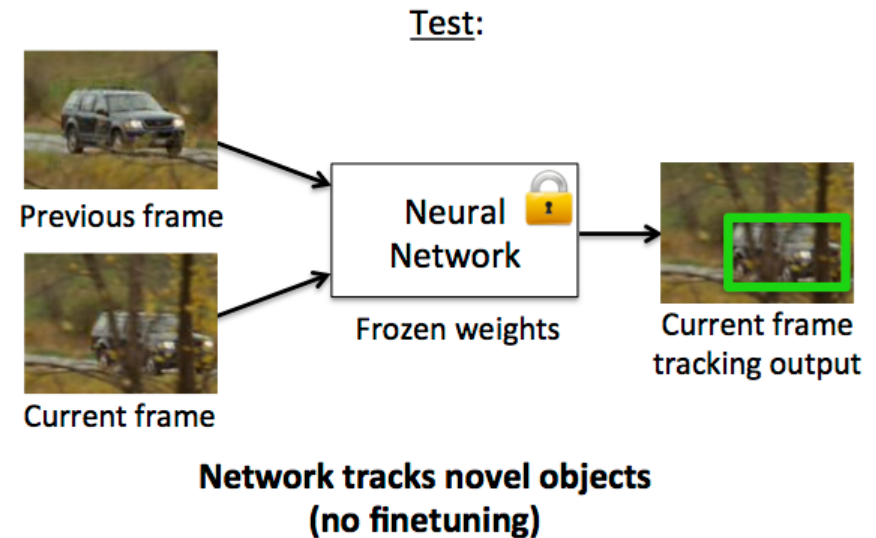 Test:
Previous frame
Neural
Network
Frozen weights
Current frame
Current frame
tracking output
Network tracks novel objects
(no finetuning)